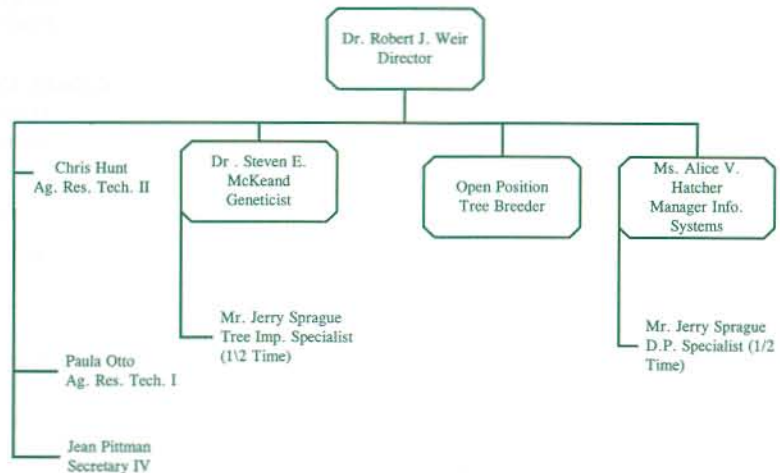 Dr. Robert J. Weir
Director
Chris Hunt
Ag. Res. Tech. II
Dr . Steven E.
McKeand
Geneticist
Open Position
Tree Breeder
Ms. Alice V.
Hatcher
Manager Info.
Systems
Mr. Jerry Sprague
Tree Imp. Specialist
(1\2 Time)
Mr. Jerry Sprague
D.P. Specialist (1/2
Time)
Paula Otto
Ag. Res. Tech. I
Jean Pittman
Secretary IV